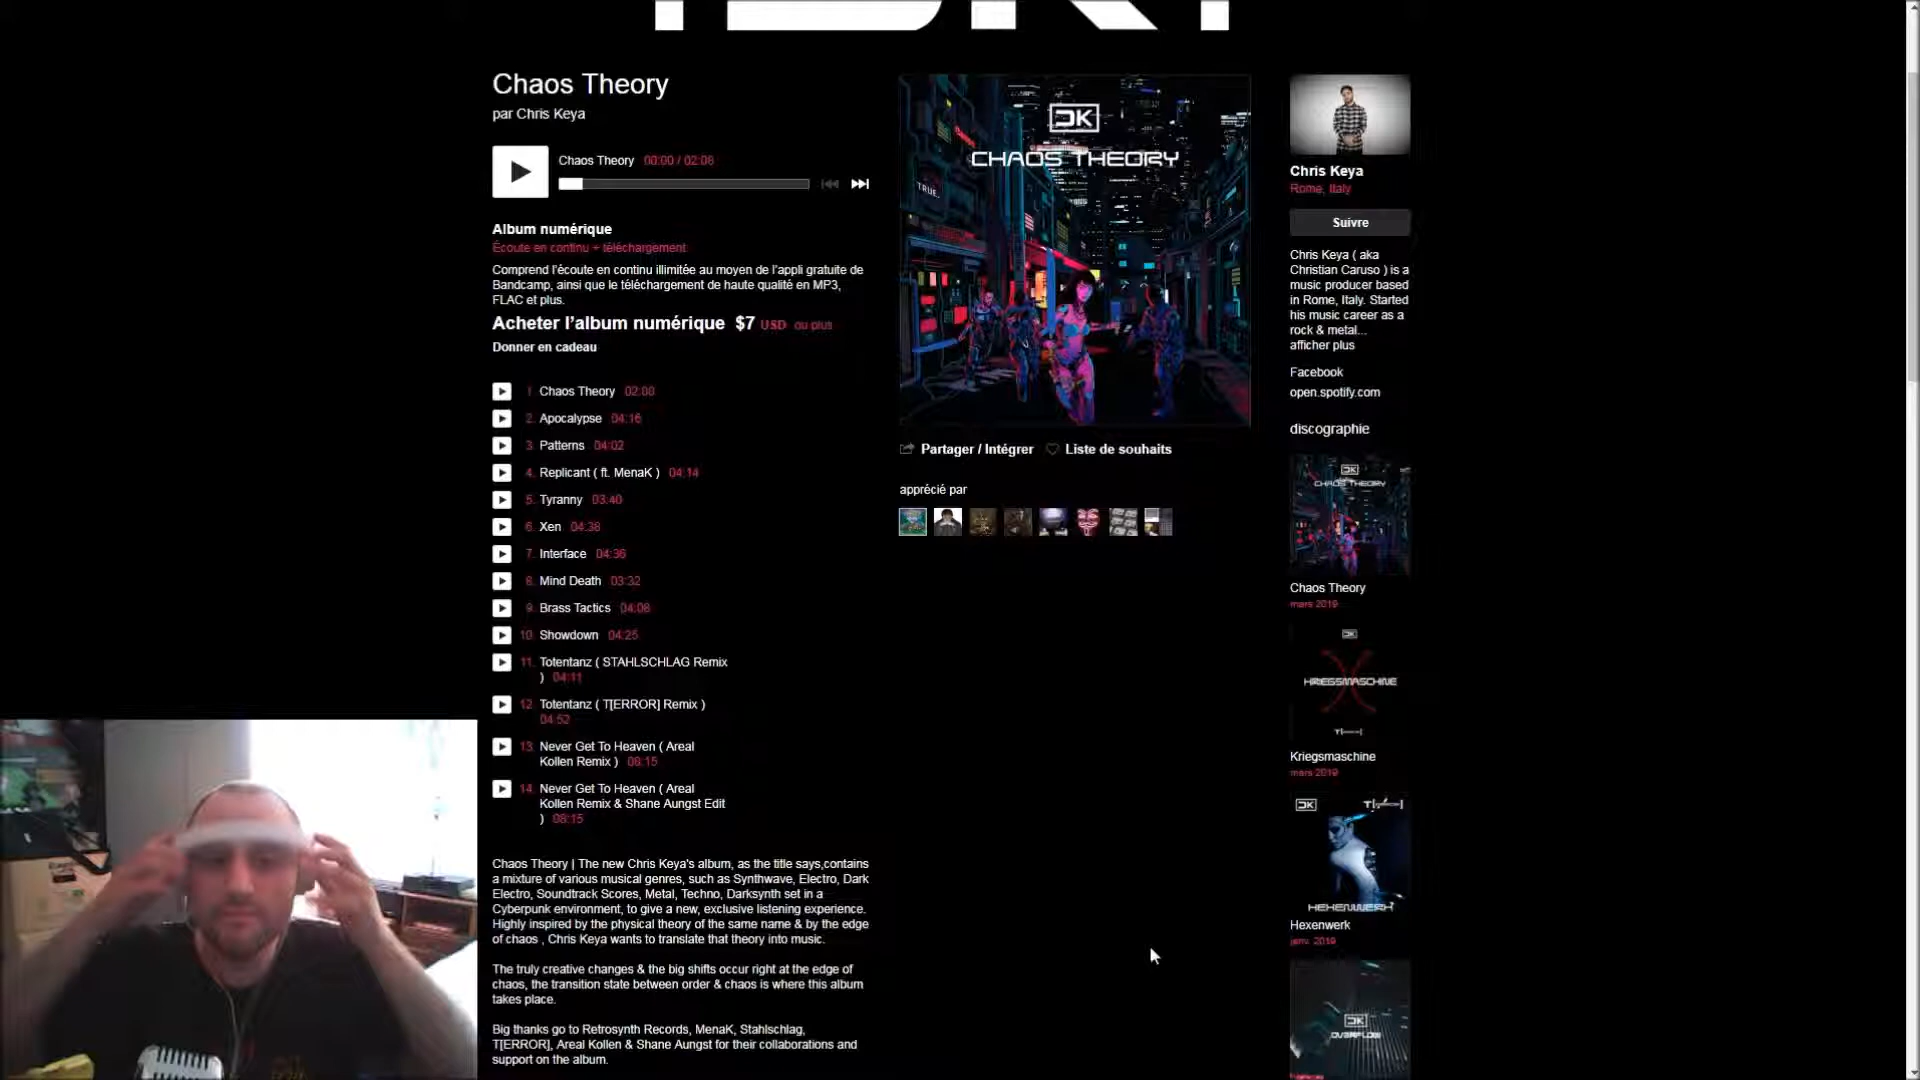 Chaos Theory
par Chris Keya
Chaos Theory 00:00 / 02:08
Album numérique
Écoute en continu + téléchargement
Comprend l'écoute en continu illimitée au moyen de l'appli gratuite de
Bandcamp, ainsi que le téléchargement de haute qualité en MP3,
FLAC et plus.
Acheter l'album numérique $7 USD ou plus
Donner en cadeau
1. Chaos Theory 02:08
2. Apocalypse 04:16
3. Patterns 04:02
4. Replicant ( ft. MenaK ) 04:14
5. Tyranny 03:40
6. Xen 04:38
7. Interface 04:36
8. Mind Death 03:32
9. Brass Tactics 04:08
10. Showdown 04:25
11. Totentanz ( STAHLSCHLAG Remix
) 04:11
12. Totentanz ( T[ERROR] Remix )
04:52
13. Never Get To Heaven ( Areal
Kollen Remix ) 08:15
14. Never Get To Heaven ( Areal
Kollen Remix & Shane Aungst Edit
) 08:15
Chaos Theory | The new Chris Keya's album, as the title says,contains
a mixture of various musical genres, such as Synthwave, Electro, Dark
Electro, Soundtrack Scores, Metal, Techno, Darksynth set in a
Cyberpunk environment, to give a new, exclusive listening experience.
Highly inspired by the physical theory of the same name & by the edge
of chaos , Chris Keya wants to translate that theory into music.
The truly creative changes & the big shifts occur right at the edge of
chaos, the transition state between order & chaos is where this album
takes place.
Big thanks go to Retrosynth Records, MenaK, Stahlschlag,
T[ERROR], Areal Kollen & Shane Aungst for their collaborations and
support on the album.
CK
CHAOS THEORY
TRUE
Partager / Intégrer Liste de souhaits
apprécié par
Chris Keya
Rome, Italy
Suivre
Chris Keya ( aka
Christian Caruso ) is a
music producer based
in Rome, Italy. Started
his music career as a
rock & metal...
afficher plus
Facebook
open.spotify.com
discographie
CK
CHAOS THEORY
Chaos Theory
mars 2019
CK
KRIEGSMASCHINE
Kriegsmaschine
mars 2019
CK
HEXENWERK
Hexenwerk
janv. 2019
CK
OVERFLOW